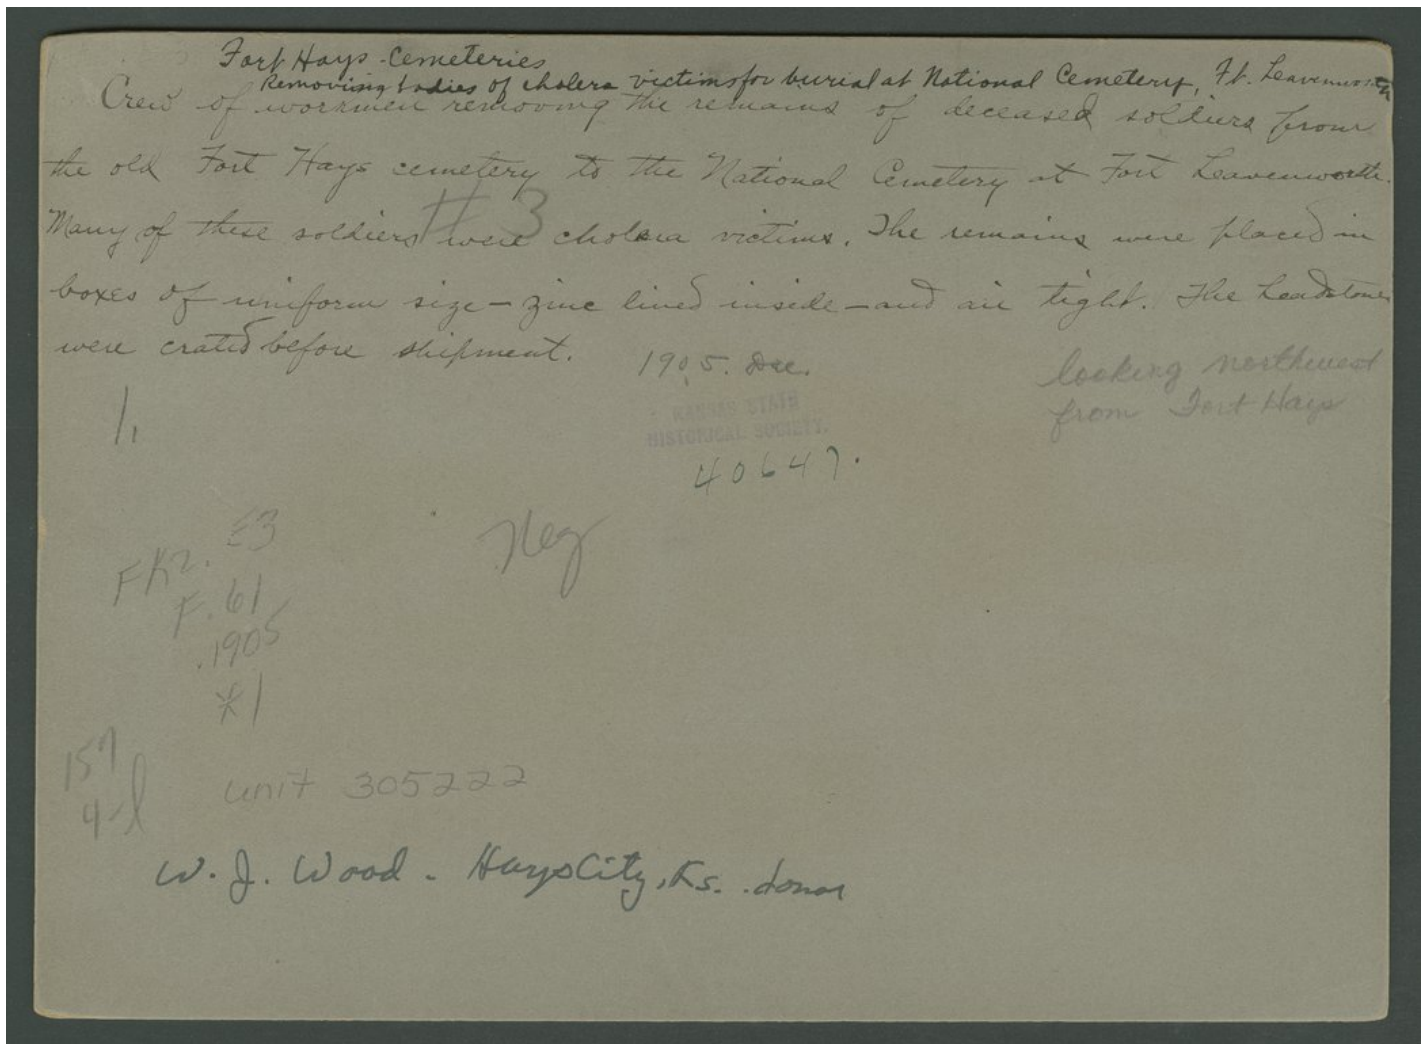 Fort Hays - Cemeteries
Removing bodies of cholera victims for burial at National Cemetery, Ft. Leavenworth
Crew of workmen removing the remains of deceased soldiers from
the old Fort Hays cemetery to the National Cemetery at Fort Leavenworth.
# 3
Many of these soldiers were cholera victims. The remains were placed in
boxes of uniform size - zinc lined inside - and air tight. The headstones
were crated before shipment.
1905. Dec.
looking northwest
from Fort Hays
1.
KANSAS STATE
HISTORICAL SOCIETY.
40647.
Neg
FK2. E3
F. 61
.1905
*1
157
4-l
unit 305222
W. J. Wood - Hays City, Ks. donor